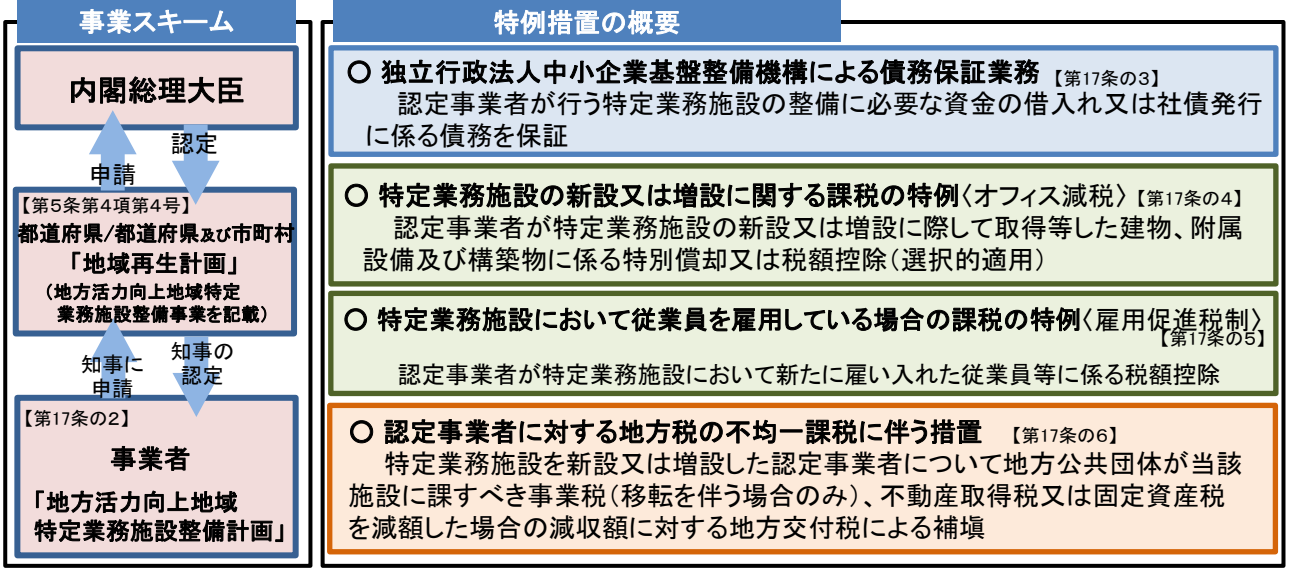 事業スキーム
内閣総理大臣
認定
申請
【第5条第4項第4号】
都道府県/都道府県及び市町村
「地域再生計画」
(地方活力向上地域特定
業務施設整備事業を記載)
知事に
申請
知事の
認定
【第17条の2】
事業者
「地方活力向上地域
特定業務施設整備計画」
特例措置の概要
○ 独立行政法人中小企業基盤整備機構による債務保証業務 【第17条の3】
認定事業者が行う特定業務施設の整備に必要な資金の借入れ又は社債発行
に係る債務を保証
○ 特定業務施設の新設又は増設に関する課税の特例〈オフィス減税〉【第17条の4】
認定事業者が特定業務施設の新設又は増設に際して取得等した建物、附属
設備及び構築物に係る特別償却又は税額控除(選択的適用)
○ 特定業務施設において従業員を雇用している場合の課税の特例〈雇用促進税制〉
【第17条の5】
認定事業者が特定業務施設において新たに雇い入れた従業員等に係る税額控除
○ 認定事業者に対する地方税の不均一課税に伴う措置 【第17条の6】
特定業務施設を新設又は増設した認定事業者について地方公共団体が当該
施設に課すべき事業税(移転を伴う場合のみ)、不動産取得税又は固定資産税
を減額した場合の減収額に対する地方交付税による補塡